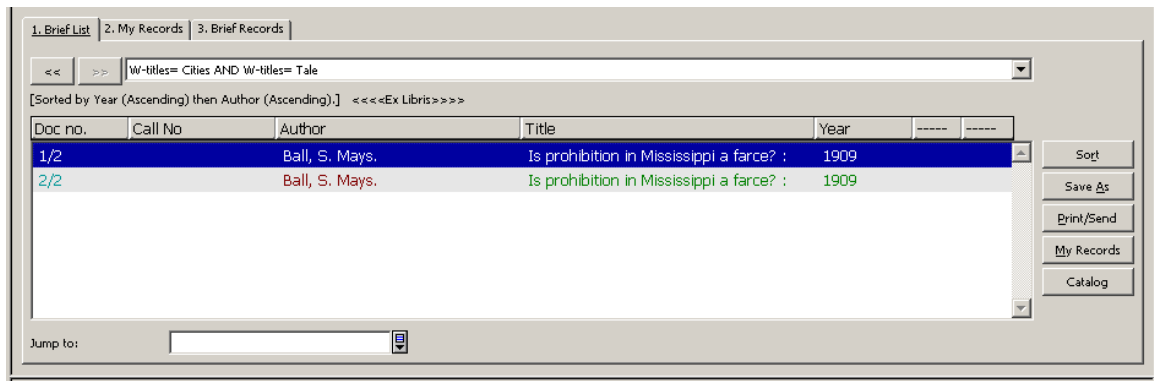 1. Brief List 2. My Records 3. Brief Records
<< >> W-titles= Cities AND W-titles= Tale
[Sorted by Year (Ascending) then Author (Ascending).] <<<<Ex Libris>>>>
Doc no. Call No Author Title Year ----- -----
1/2 Ball, S. Mays. Is prohibition in Mississippi a farce? : 1909
2/2 Ball, S. Mays. Is prohibition in Mississippi a farce? : 1909
Sort
Save As
Print/Send
My Records
Catalog
Jump to: